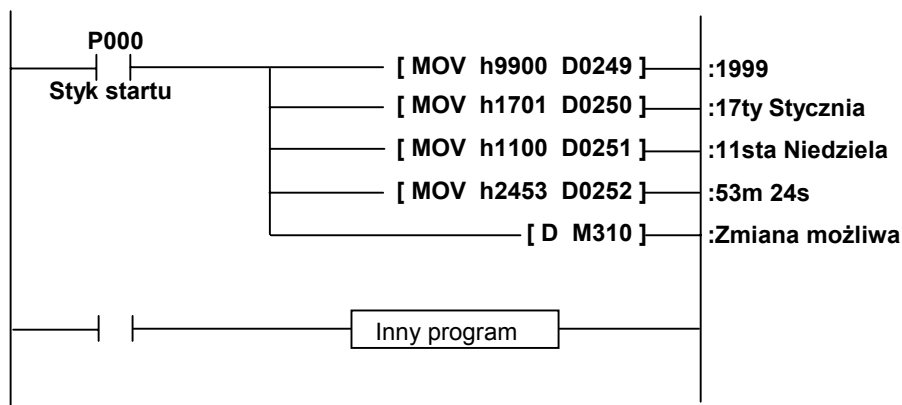 P000
[ MOV h9900 D0249 ] :1999
Styk startu
[ MOV h1701 D0250 ] :17ty Stycznia
[ MOV h1100 D0251 ] :11sta Niedziela
[ MOV h2453 D0252 ] :53m 24s
[ D M310 ] :Zmiana możliwa
Inny program